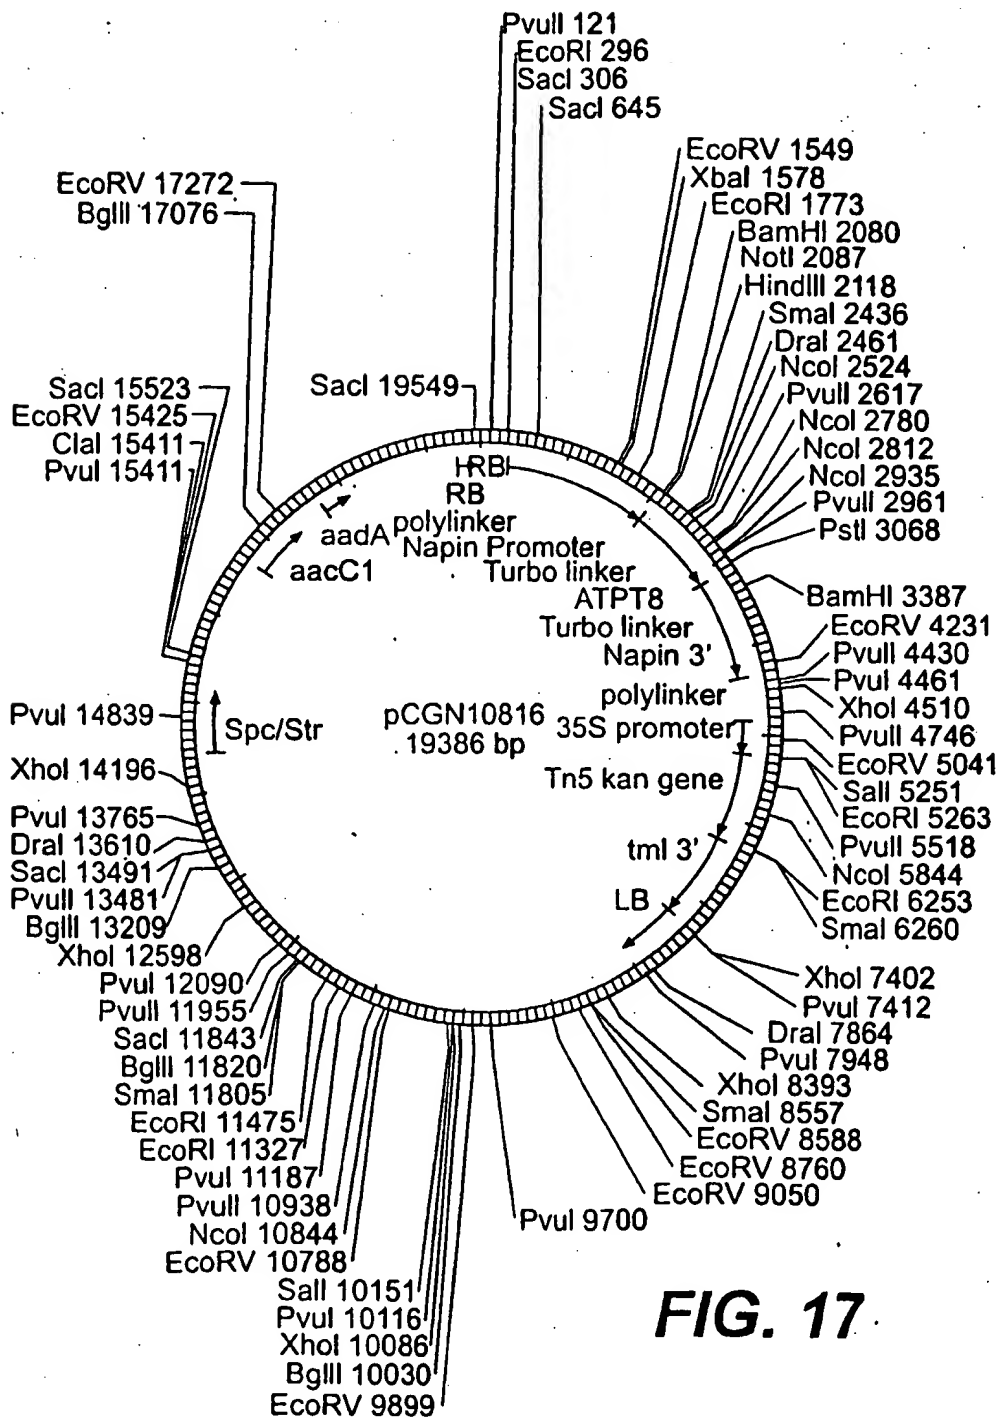 PvuII 121
EcoRI 296
SacI 306
SacI 645
EcoRV 1549
XbaI 1578
EcoRI 1773
BamHI 2080
NotI 2087
HindIII 2118
SmaI 2436
DraI 2461
NcoI 2524
PvuII 2617
NcoI 2780
NcoI 2812
NcoI 2935
PvuII 2961
PstI 3068
BamHI 3387
EcoRV 4231
PvuII 4430
PvuI 4461
XhoI 4510
PvuII 4746
EcoRV 5041
SalI 5251
EcoRI 5263
PvuII 5518
NcoI 5844
EcoRI 6253
SmaI 6260
XhoI 7402
PvuI 7412
DraI 7864
PvuI 7948
XhoI 8393
SmaI 8557
EcoRV 8588
EcoRV 8760
EcoRV 9050
PvuI 9700
EcoRV 17272
BglII 17076
SacI 19549
SacI 15523
EcoRV 15425
ClaI 15411
PvuI 15411
PvuI 14839
XhoI 14196
PvuI 13765
DraI 13610
SacI 13491
PvuII 13481
BglII 13209
XhoI 12598
PvuI 12090
PvuII 11955
SacI 11843
BglII 11820
SmaI 11805
EcoRI 11475
EcoRI 11327
PvuI 11187
PvuII 10938
NcoI 10844
EcoRV 10788
SalI 10151
PvuI 10116
XhoI 10086
BglII 10030
EcoRV 9899
RB
RB
polylinker
Napin Promoter
Turbo linker
ATPT8
Turbo linker
Napin 3'
polylinker
35S promoter
Tn5 kan gene
tml 3'
LB
aadA
aacC1
Spc/Str
pCGN10816
19386 bp
FIG. 17